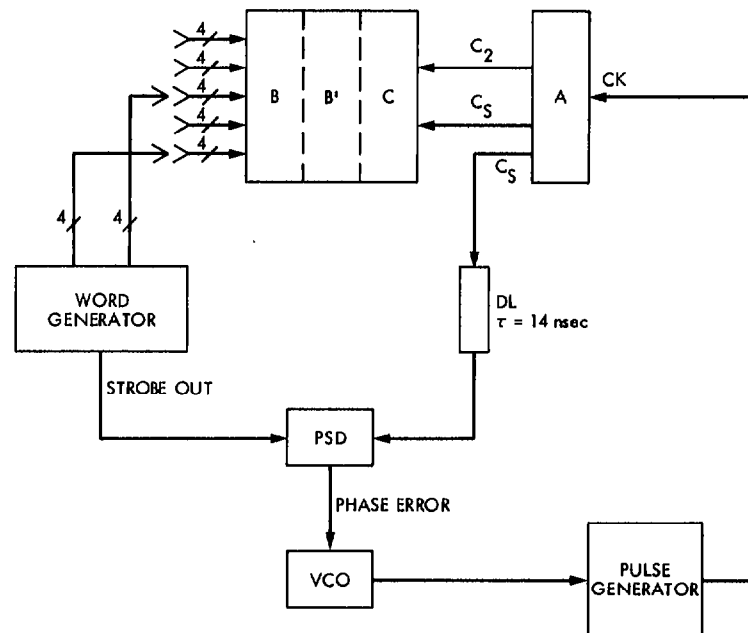 4
4
4
4
4
B
B'
C
C2
CS
CS
A
CK
4
4
WORD
GENERATOR
DL
τ = 14 nsec
STROBE OUT
PSD
PHASE ERROR
VCO
PULSE
GENERATOR